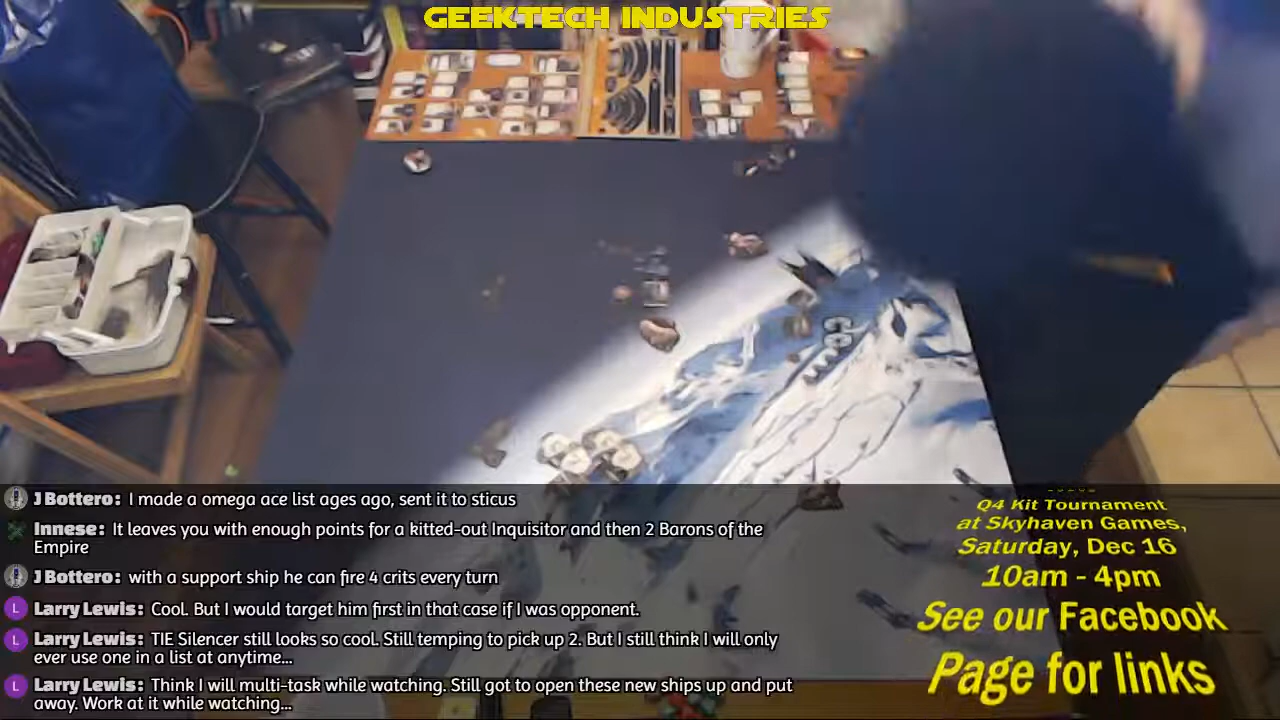 GEEKTECH INDUSTRIES
J Bottero: I made a omega ace list ages ago, sent it to sticus
Innese: It leaves you with enough points for a kitted-out Inquisitor and then 2 Barons of the
Empire
J Bottero: with a support ship he can fire 4 crits every turn
L Larry Lewis: Cool. But I would target him first in that case if I was opponent.
L Larry Lewis: TIE Silencer still looks so cool. Still temping to pick up 2. But I still think I will only
ever use one in a list at anytime...
L Larry Lewis: Think I will multi-task while watching. Still got to open these new ships up and put
away. Work at it while watching...
Q4 Kit Tournament
at Skyhaven Games,
Saturday, Dec 16
10am - 4pm
See our Facebook
Page for links